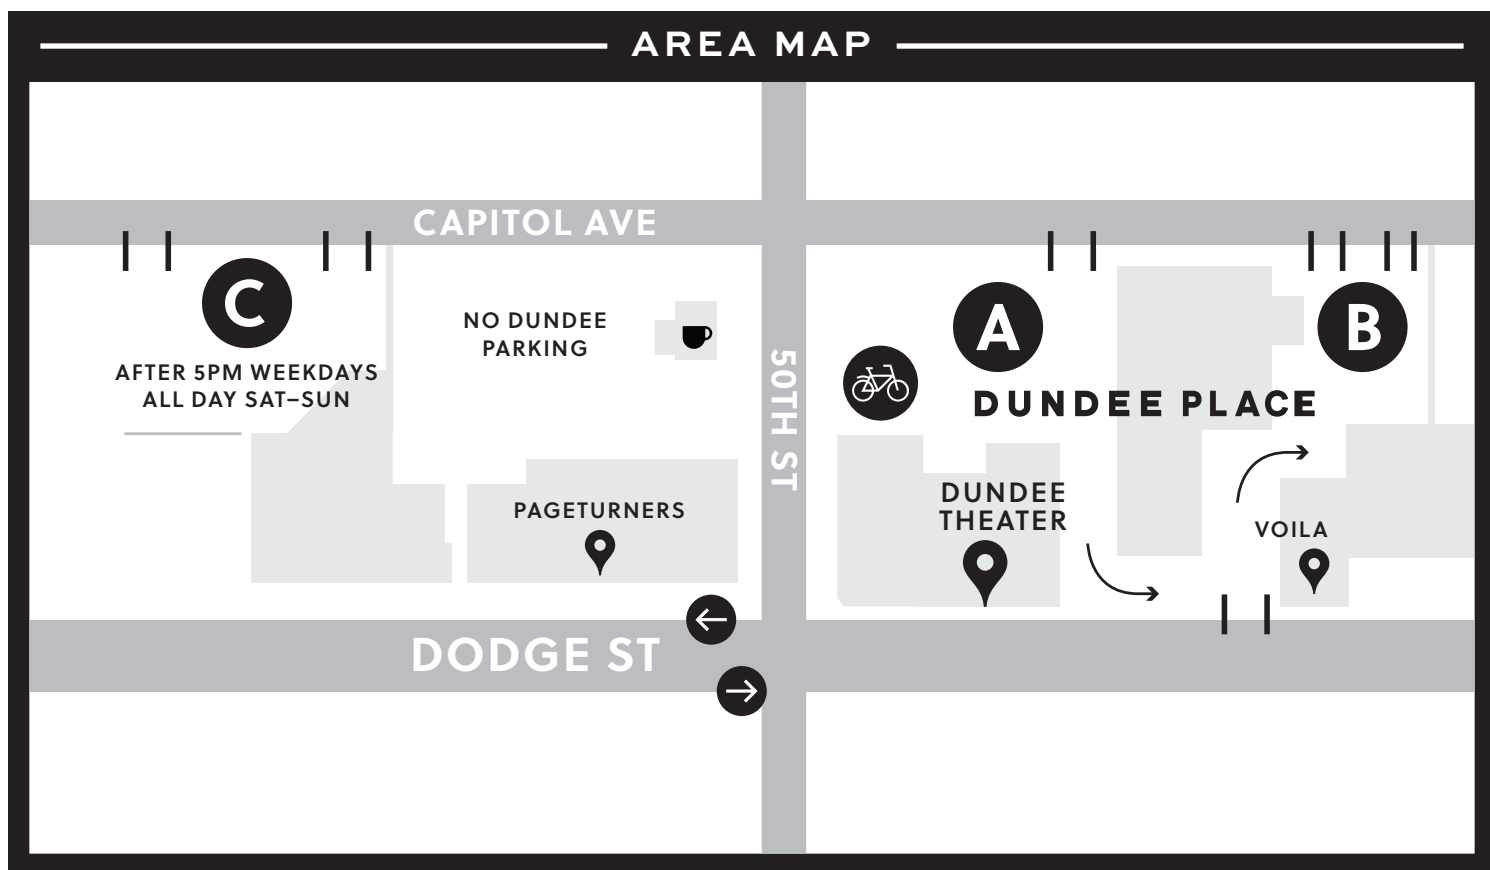 AREA MAP
CAPITOL AVE
C
AFTER 5PM WEEKDAYS
ALL DAY SAT–SUN
NO DUNDEE
PARKING
50TH ST
A
B
DUNDEE PLACE
DUNDEE
THEATER
PAGETURNERS
VOILA
DODGE ST